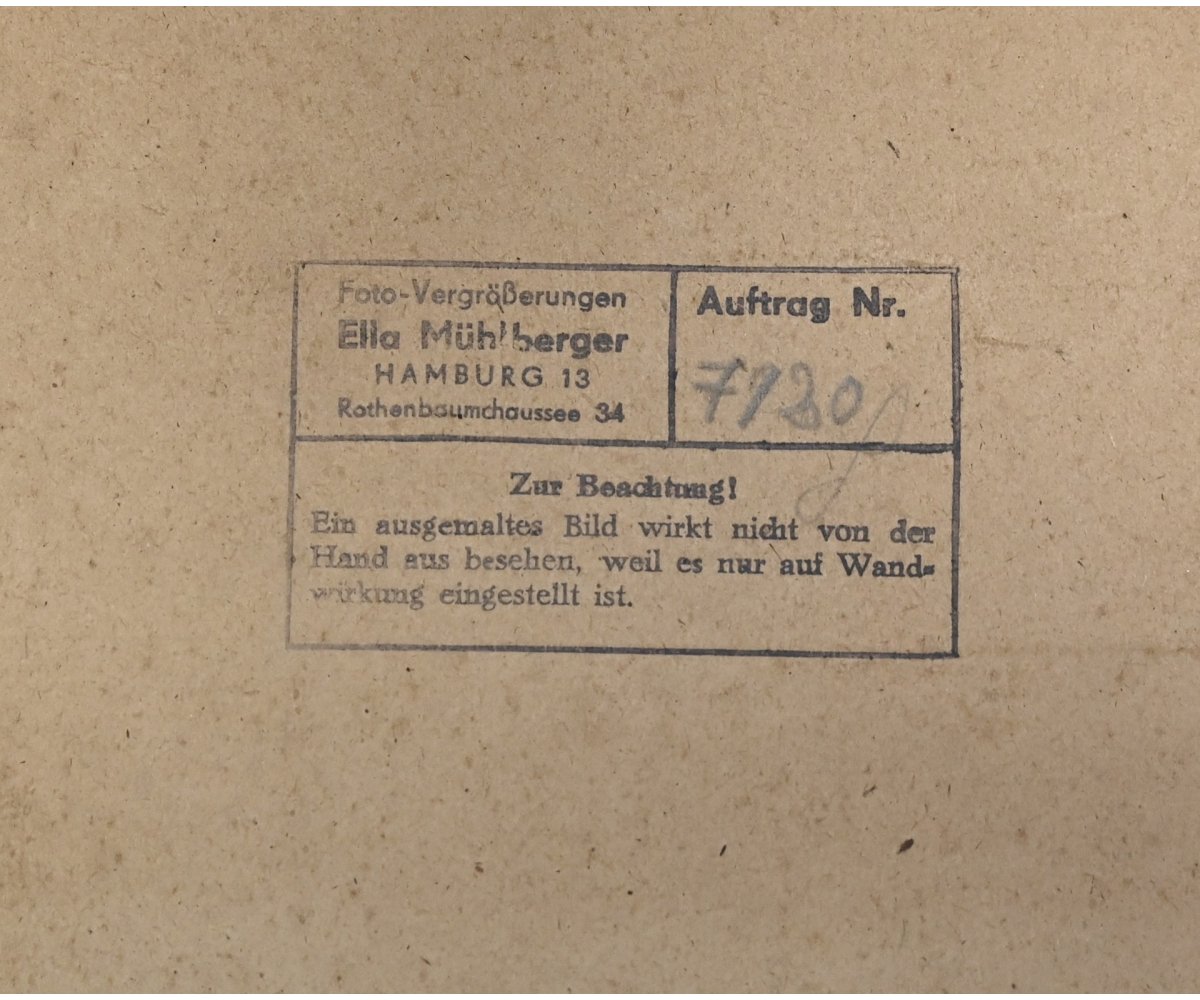 Foto-Vergrößerungen
Ella Mühlberger
HAMBURG 13
Rothenbaumchaussee 34
Auftrag Nr.
7120
Zur Beachtung!
Ein ausgemaltes Bild wirkt nicht von der
Hand aus besehen, weil es nur auf Wand-
wirkung eingestellt ist.